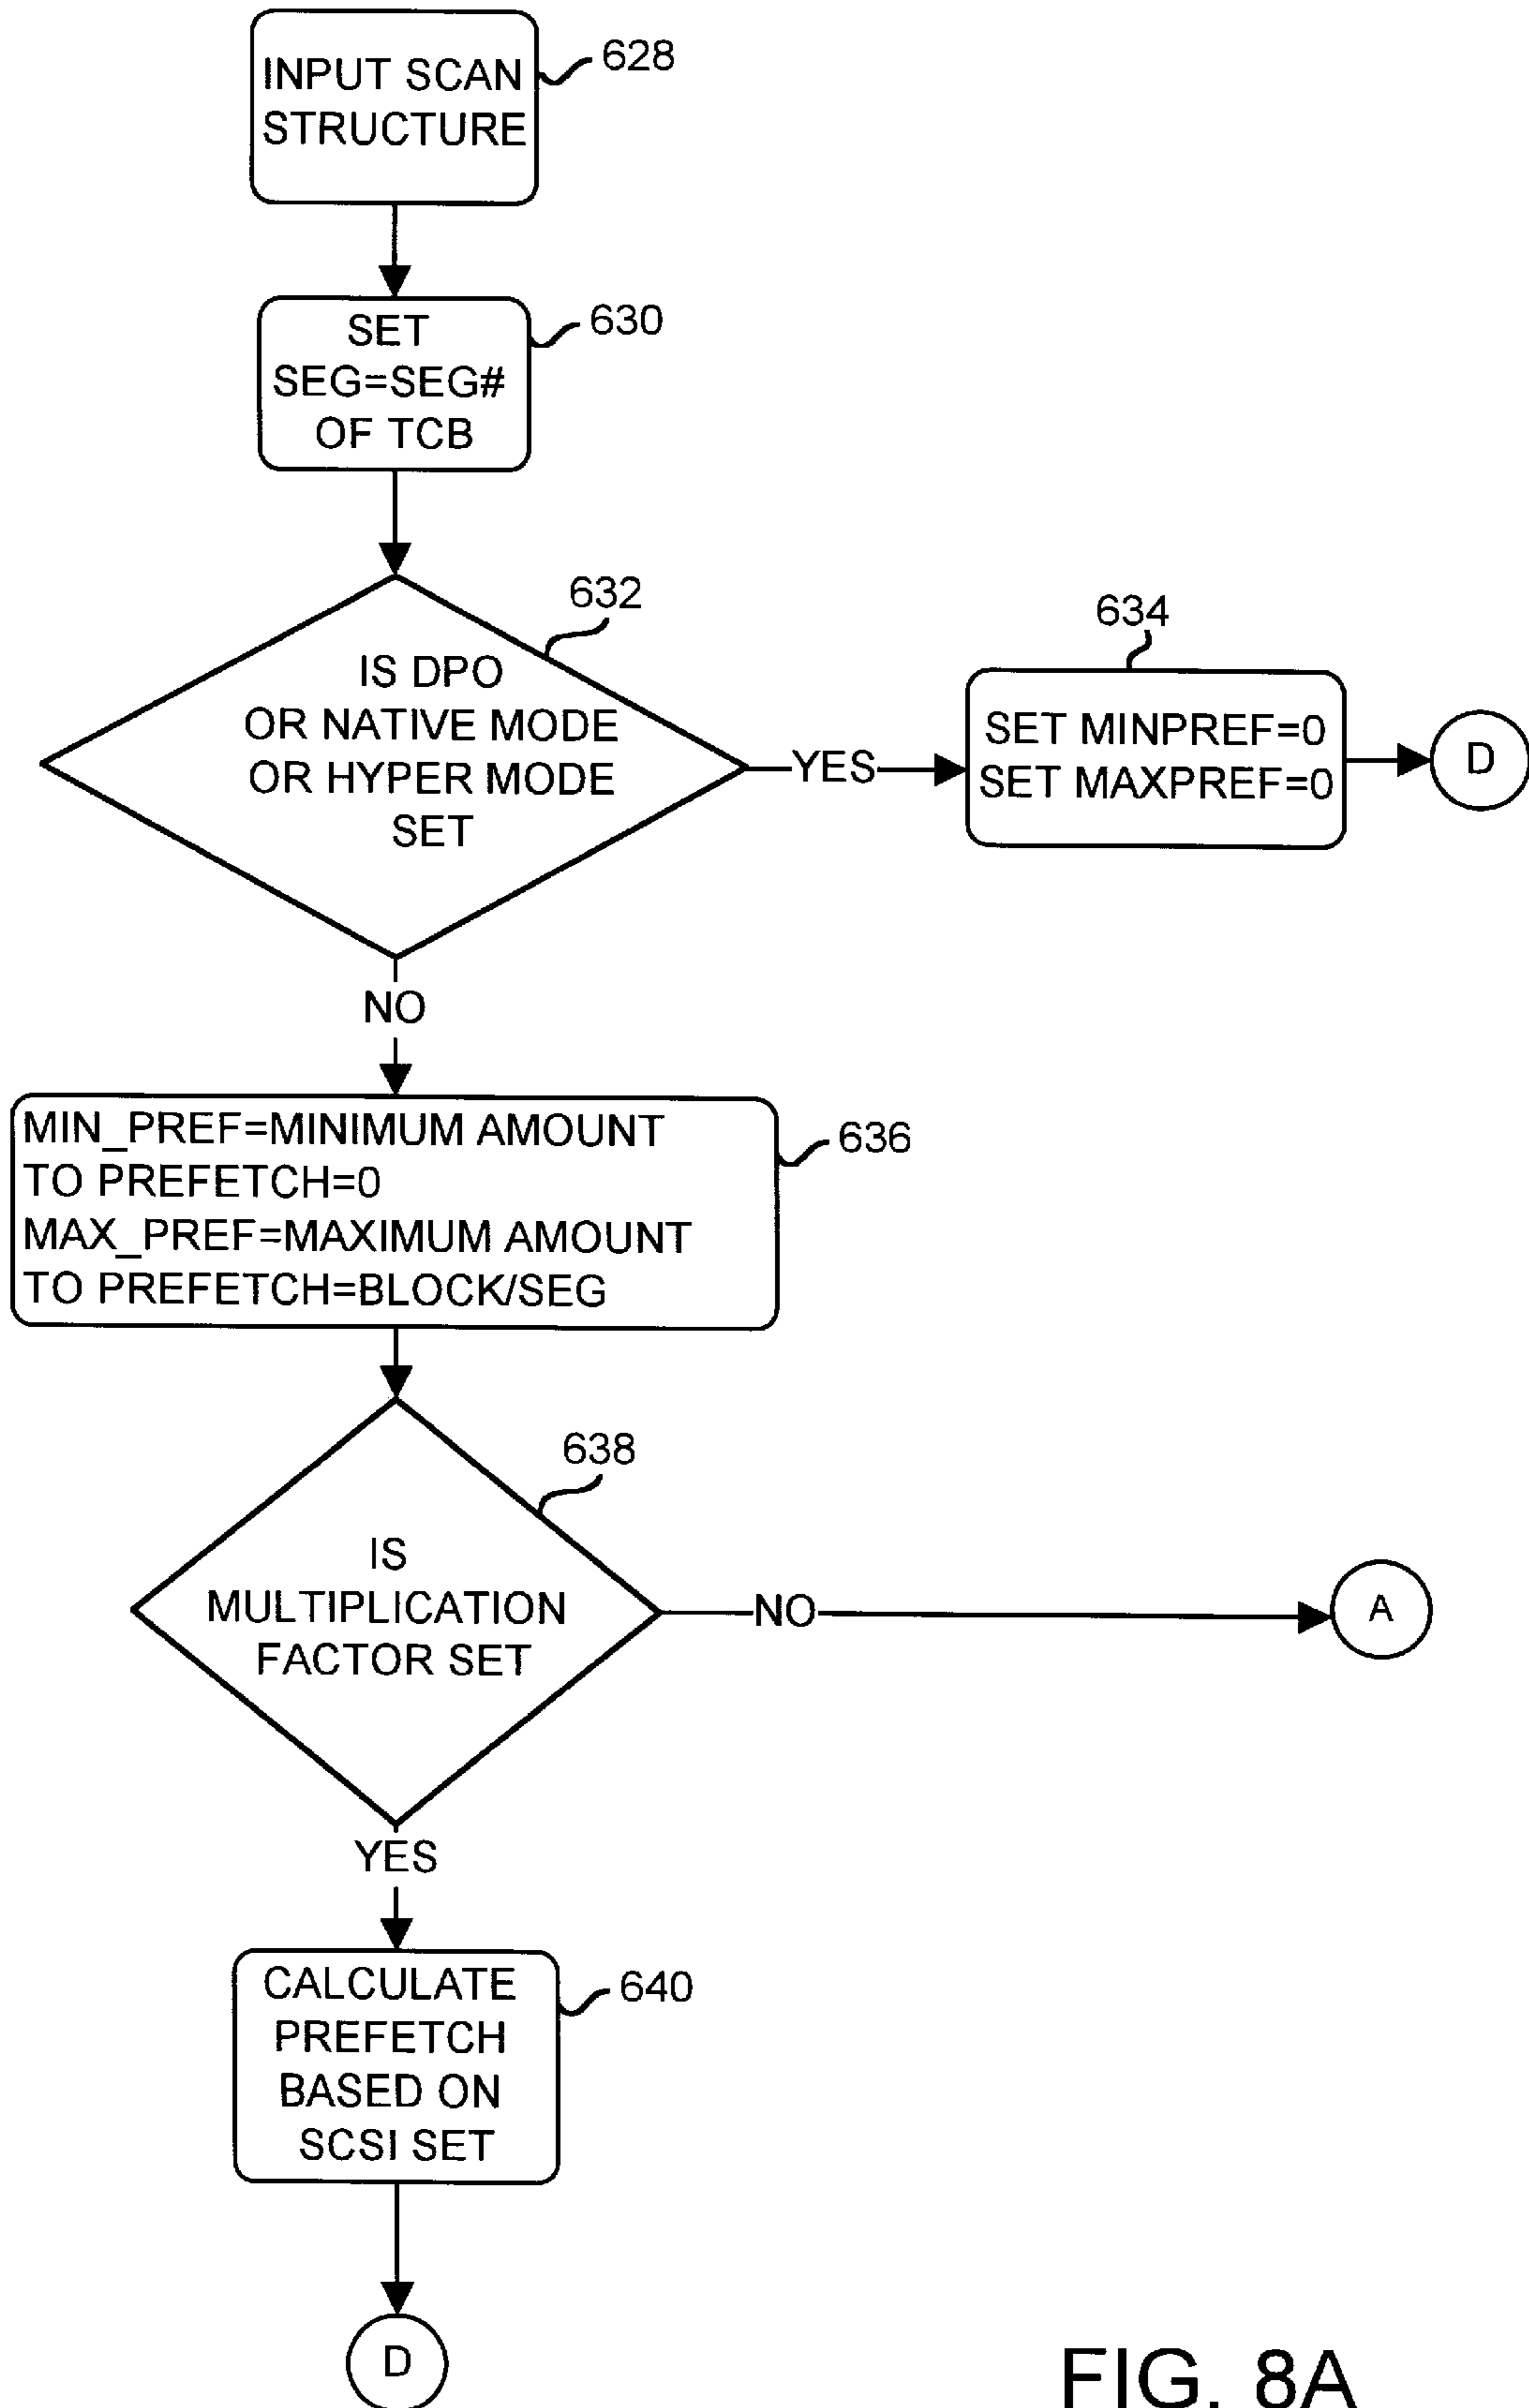 INPUT SCAN
STRUCTURE
628
SET
SEG=SEG#
OF TCB
630
632
IS DPO
OR NATIVE MODE
OR HYPER MODE
SET
YES
634
SET MINPREF=0
SET MAXPREF=0
D
NO
MIN_PREF=MINIMUM AMOUNT
TO PREFETCH=0
MAX_PREF=MAXIMUM AMOUNT
TO PREFETCH=BLOCK/SEG
636
638
IS
MULTIPLICATION
FACTOR SET
NO
A
YES
CALCULATE
PREFETCH
BASED ON
SCSI SET
640
D
FIG. 8A